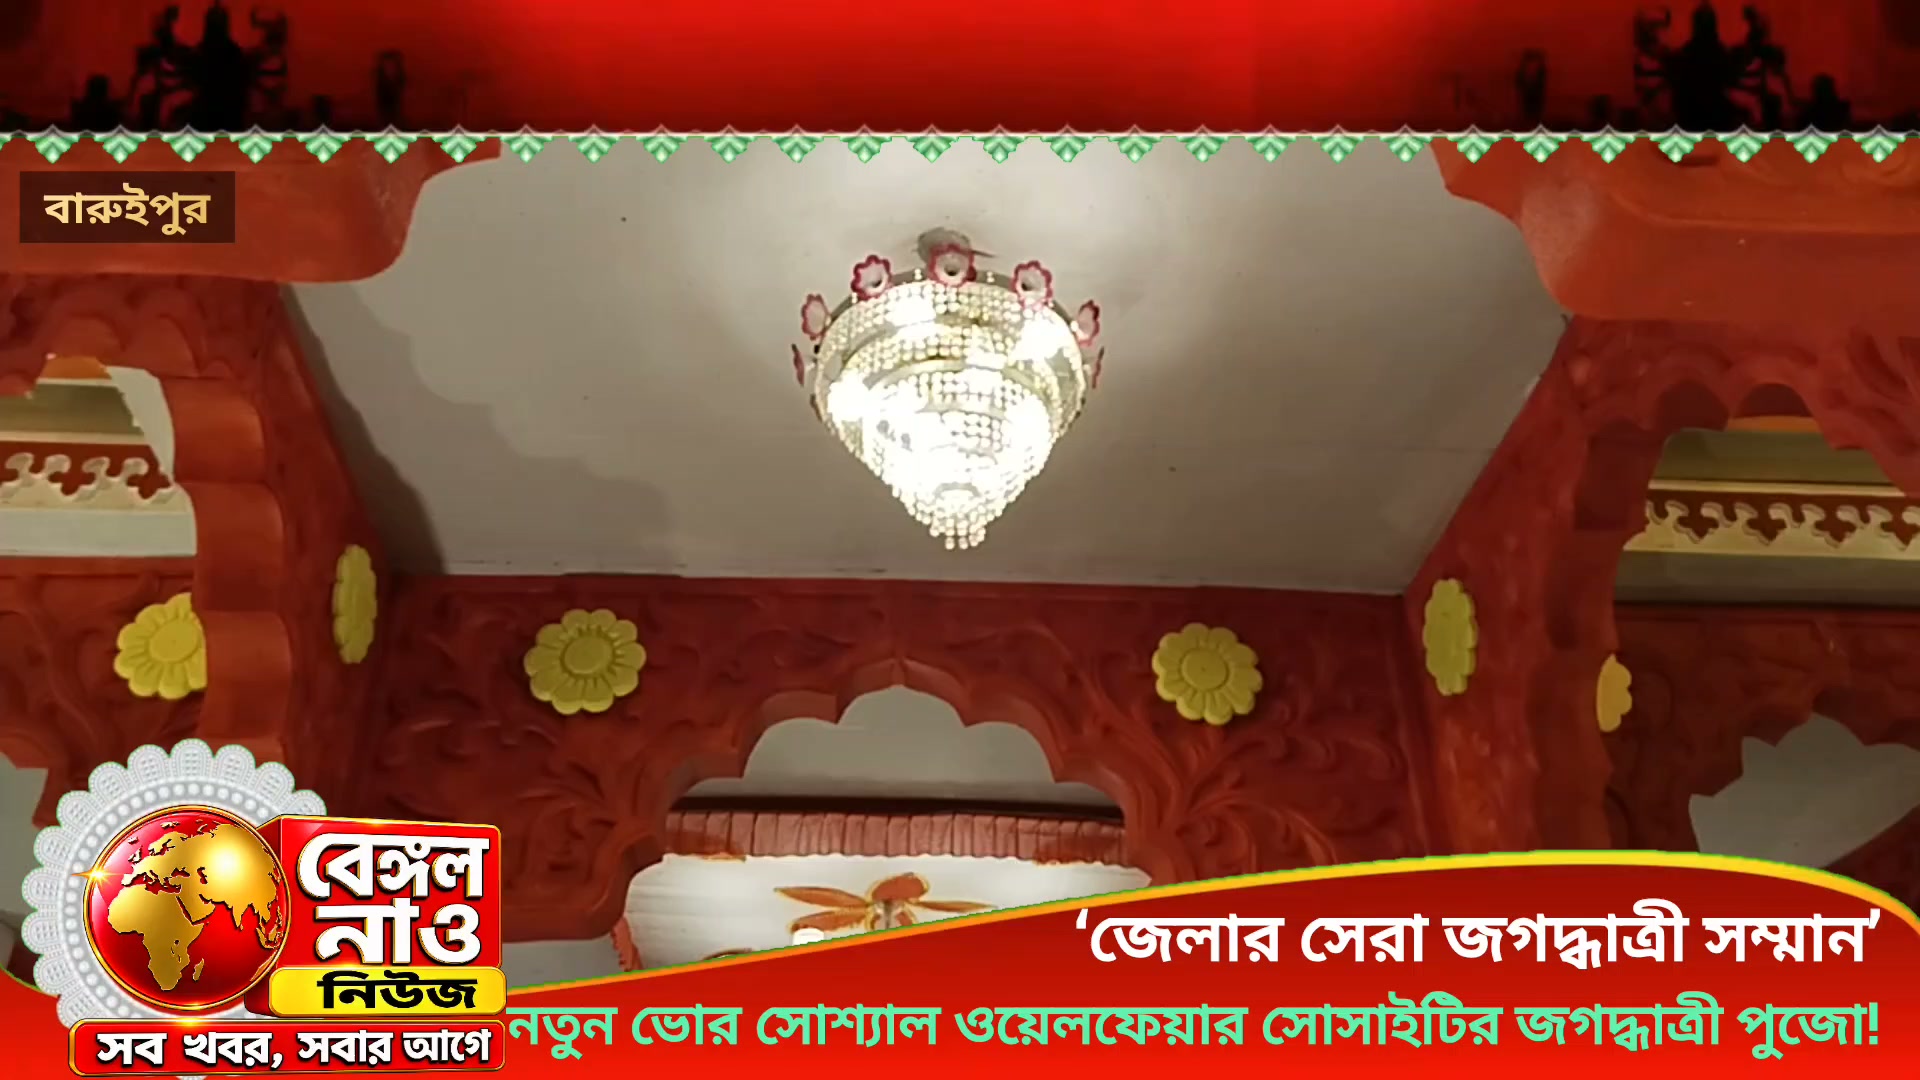 বারুইপুর
‘জেলার সেরা জগদ্ধাত্রী সম্মান’
নতুন ভোর সোশ্যাল ওয়েলফেয়ার সোসাইটির জগদ্ধাত্রী পুজো!
বেঙ্গল
নাও
নিউজ
সব খবর, সবার আগে